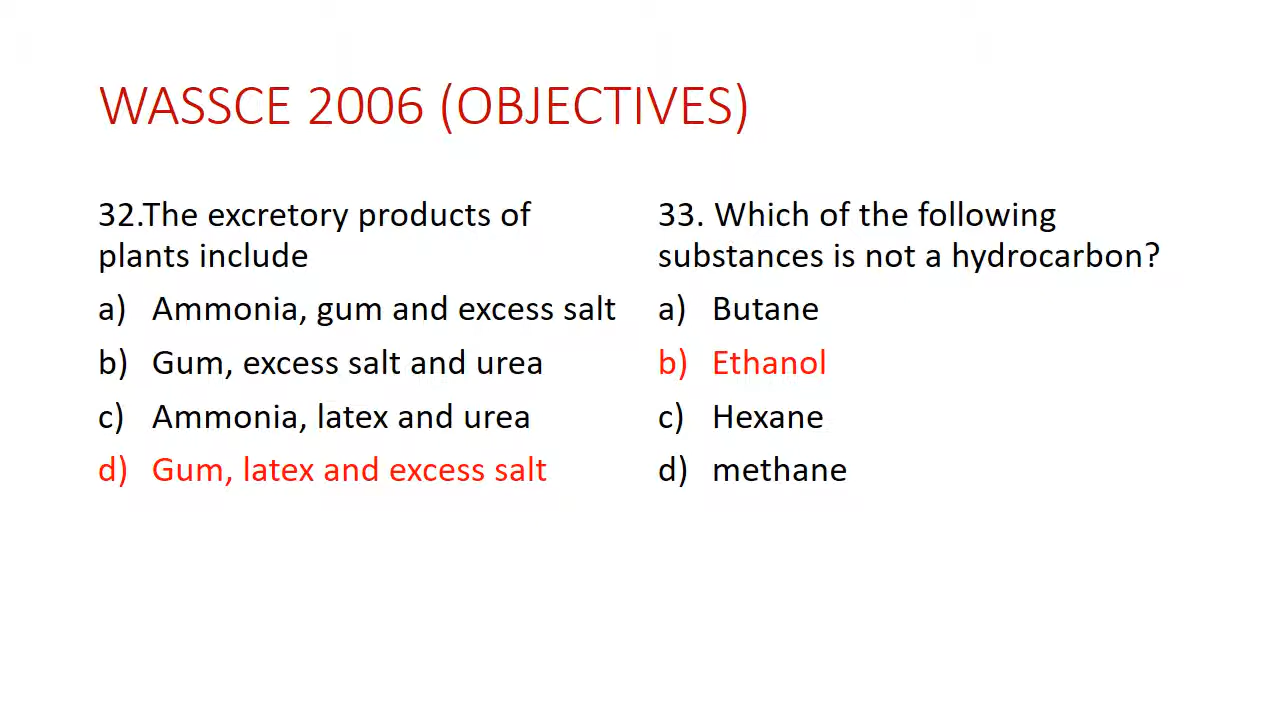 WASSCE 2006 (OBJECTIVES)
32.The excretory products of
plants include
a) Ammonia, gum and excess salt
b) Gum, excess salt and urea
c) Ammonia, latex and urea
d) Gum, latex and excess salt
33. Which of the following
substances is not a hydrocarbon?
a) Butane
b) Ethanol
c) Hexane
d) methane